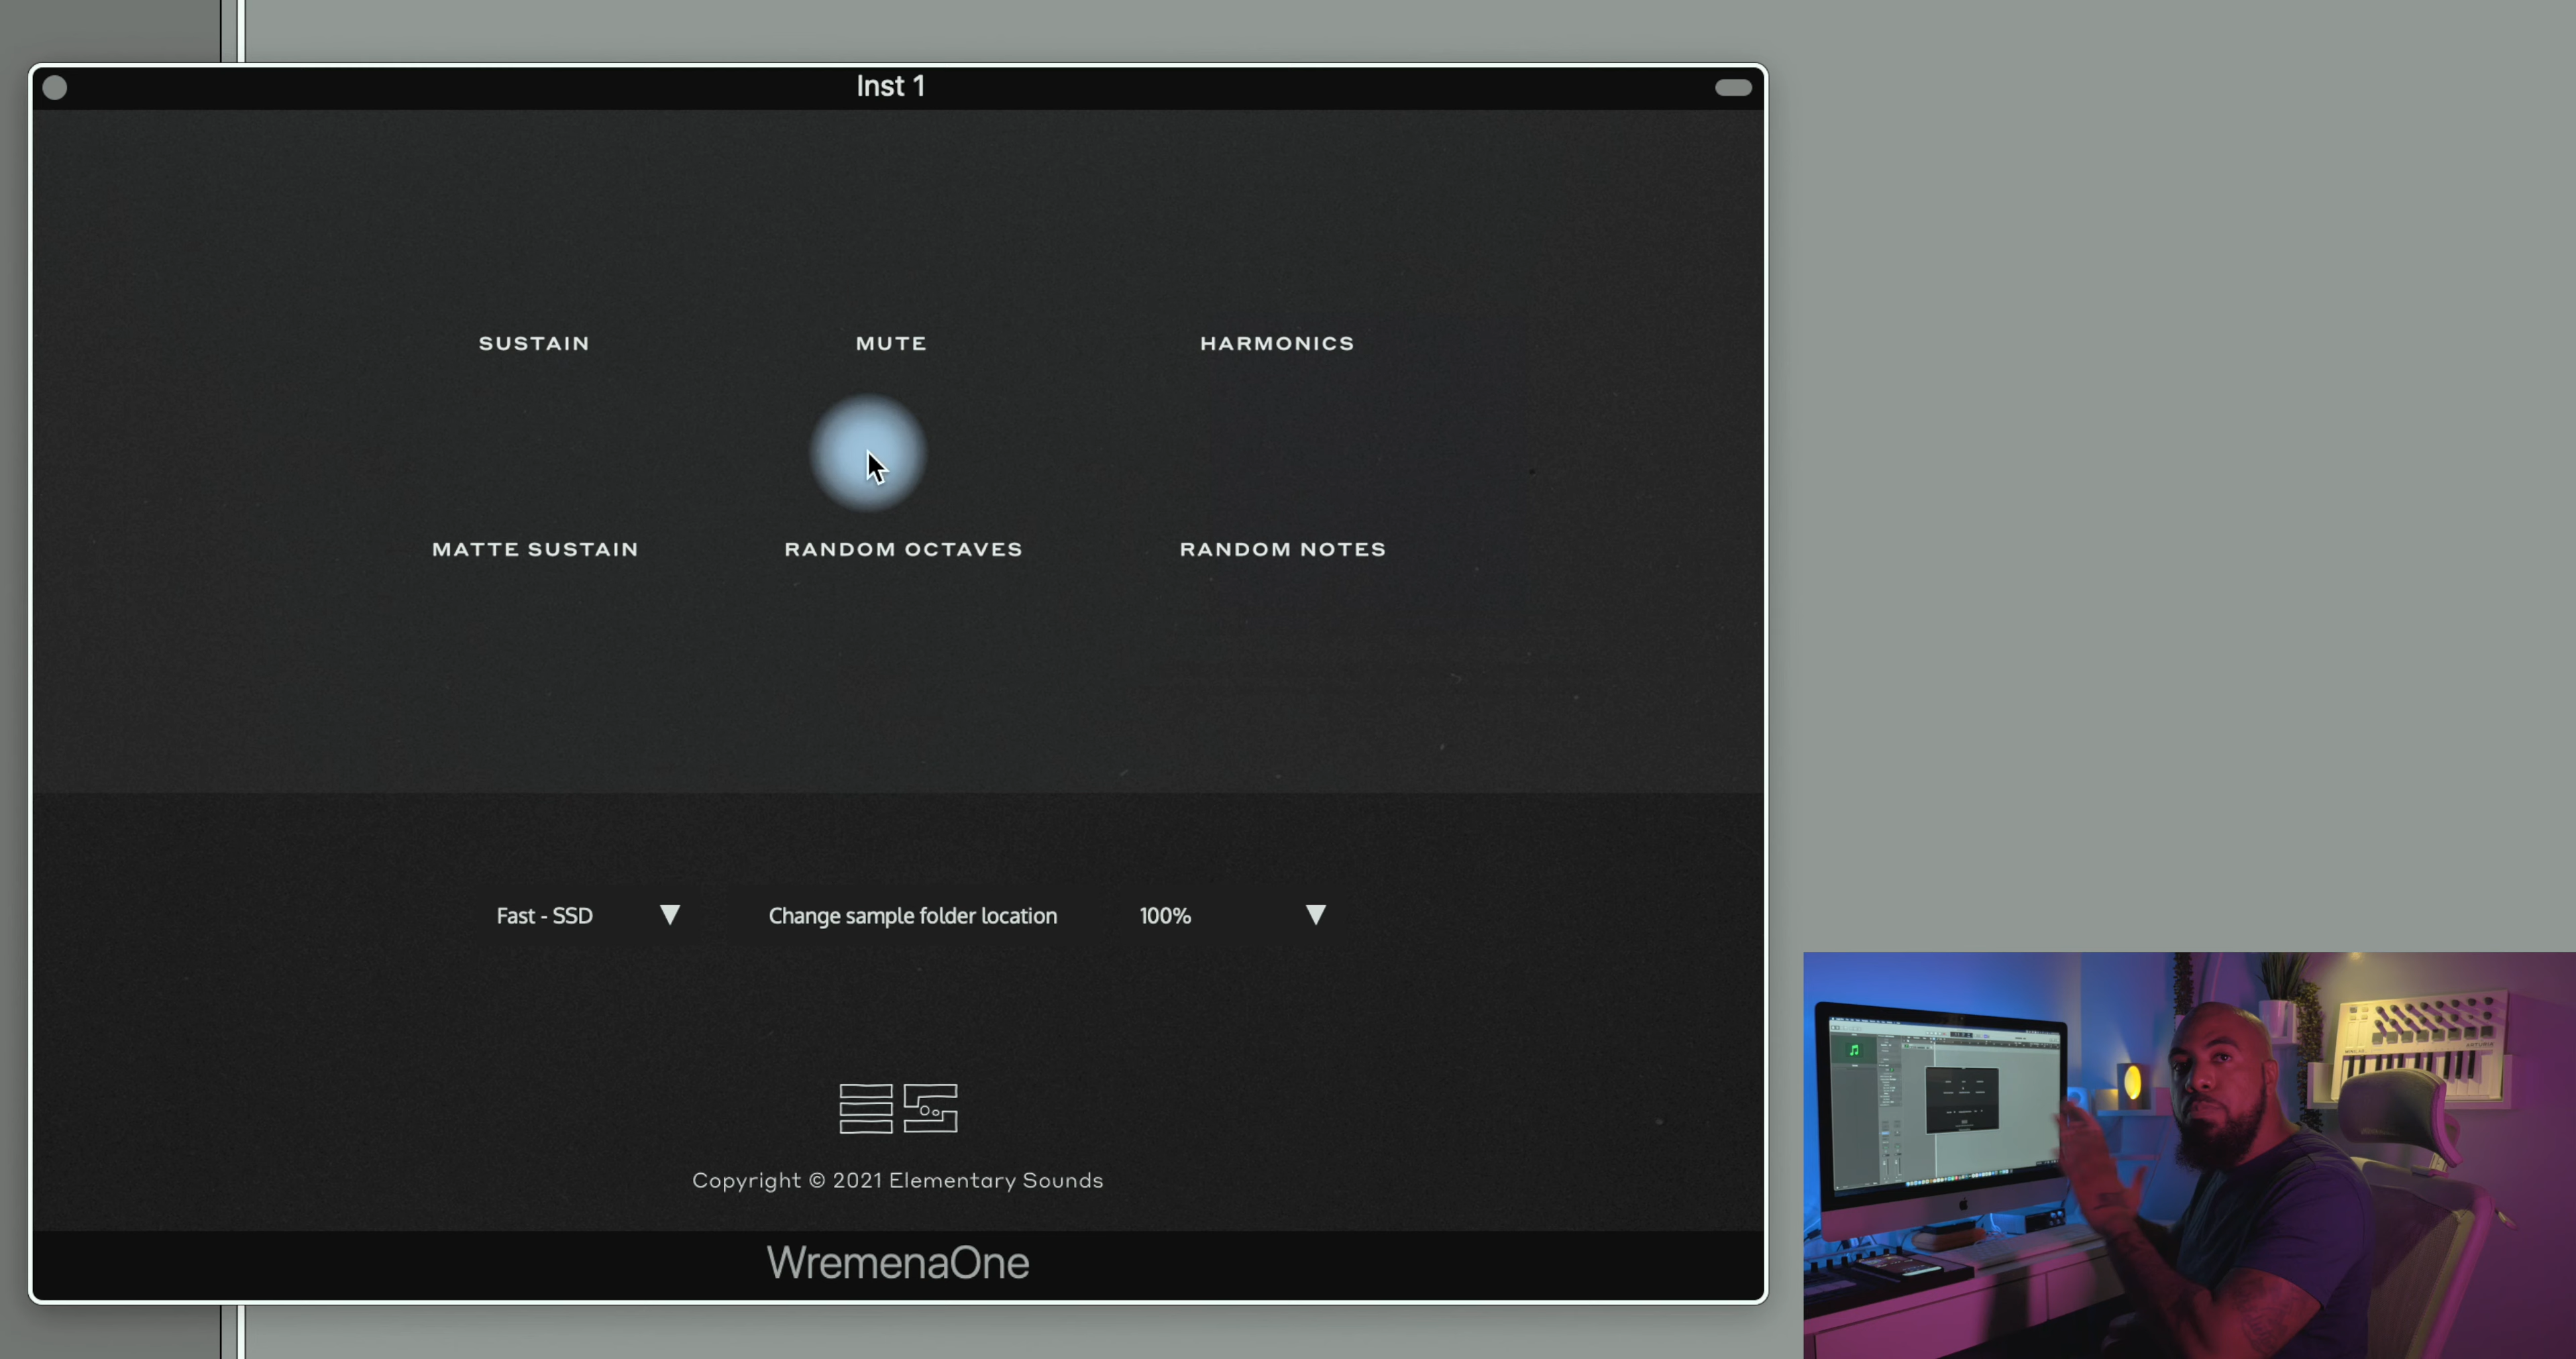 Inst 1
SUSTAIN MUTE HARMONICS
MATTE SUSTAIN RANDOM OCTAVES RANDOM NOTES
Fast - SSD Change sample folder location 100%
Copyright © 2021 Elementary Sounds
WremenaOne
ARTURIA